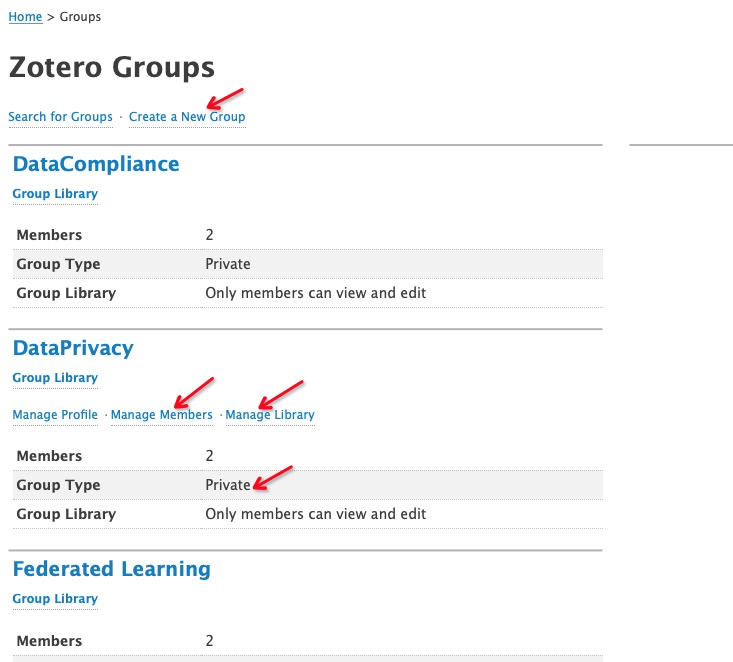 Home > Groups
Zotero Groups
Search for Groups · Create a New Group
DataCompliance
Group Library
Members 2
Group Type Private
Group Library Only members can view and edit
DataPrivacy
Group Library
Manage Profile · Manage Members · Manage Library
Members 2
Group Type Private
Group Library Only members can view and edit
Federated Learning
Group Library
Members 2